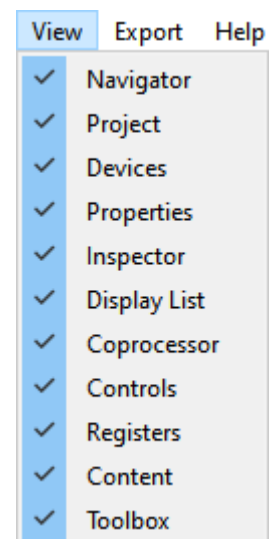 View Export Help
Navigator
Project
Devices
Properties
Inspector
Display List
Coprocessor
Controls
Registers
Content
Toolbox